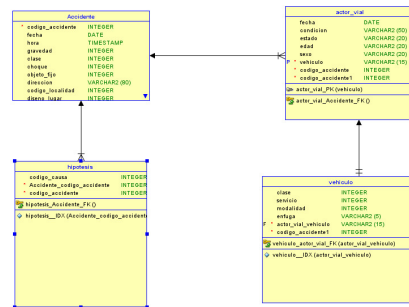 Accidente
* codigo_accidente INTEGER
fecha DATE
hora TIMESTAMP
gravedad INTEGER
clase INTEGER
choque INTEGER
objeto_fijo INTEGER
direccion VARCHAR2 (80)
codigo_localidad INTEGER
diseno_lugar INTEGER
actor_vial
fecha DATE
condision VARCHAR2 (50)
estado VARCHAR2 (20)
edad VARCHAR2 (20)
sexo VARCHAR2 (20)
P * vehiculo VARCHAR2 (15)
* codigo_accidente INTEGER
* codigo_accidente1 INTEGER
actor_vial_PK (vehiculo)
actor_vial_Accidente_FK ()
hipotesis
codigo_causa INTEGER
* Accidente_codigo_accidente INTEGER
* codigo_accidente INTEGER
hipotesis_Accidente_FK ()
hipotesis__IDX (Accidente_codigo_accident
vehiculo
clase INTEGER
servicio INTEGER
modalidad INTEGER
enfuga VARCHAR2 (5)
F * actor_vial_vehiculo VARCHAR2 (15)
* codigo_accidente1 INTEGER
vehiculo_actor_vial_FK (actor_vial_vehiculo)
vehiculo__IDX (actor_vial_vehiculo)